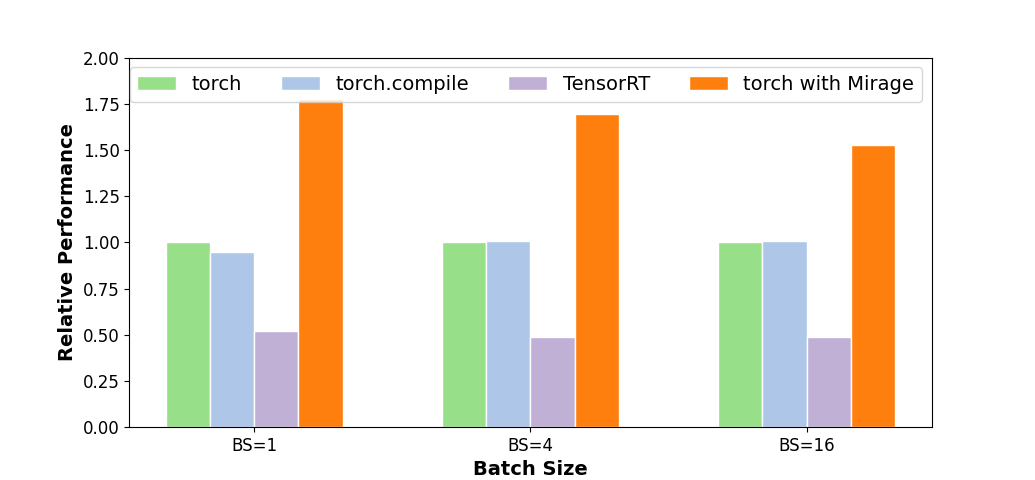 2.00
1.75
1.50
1.25
1.00
0.75
0.50
0.25
0.00
Relative Performance
torch torch.compile TensorRT torch with Mirage
BS=1 BS=4 BS=16
Batch Size